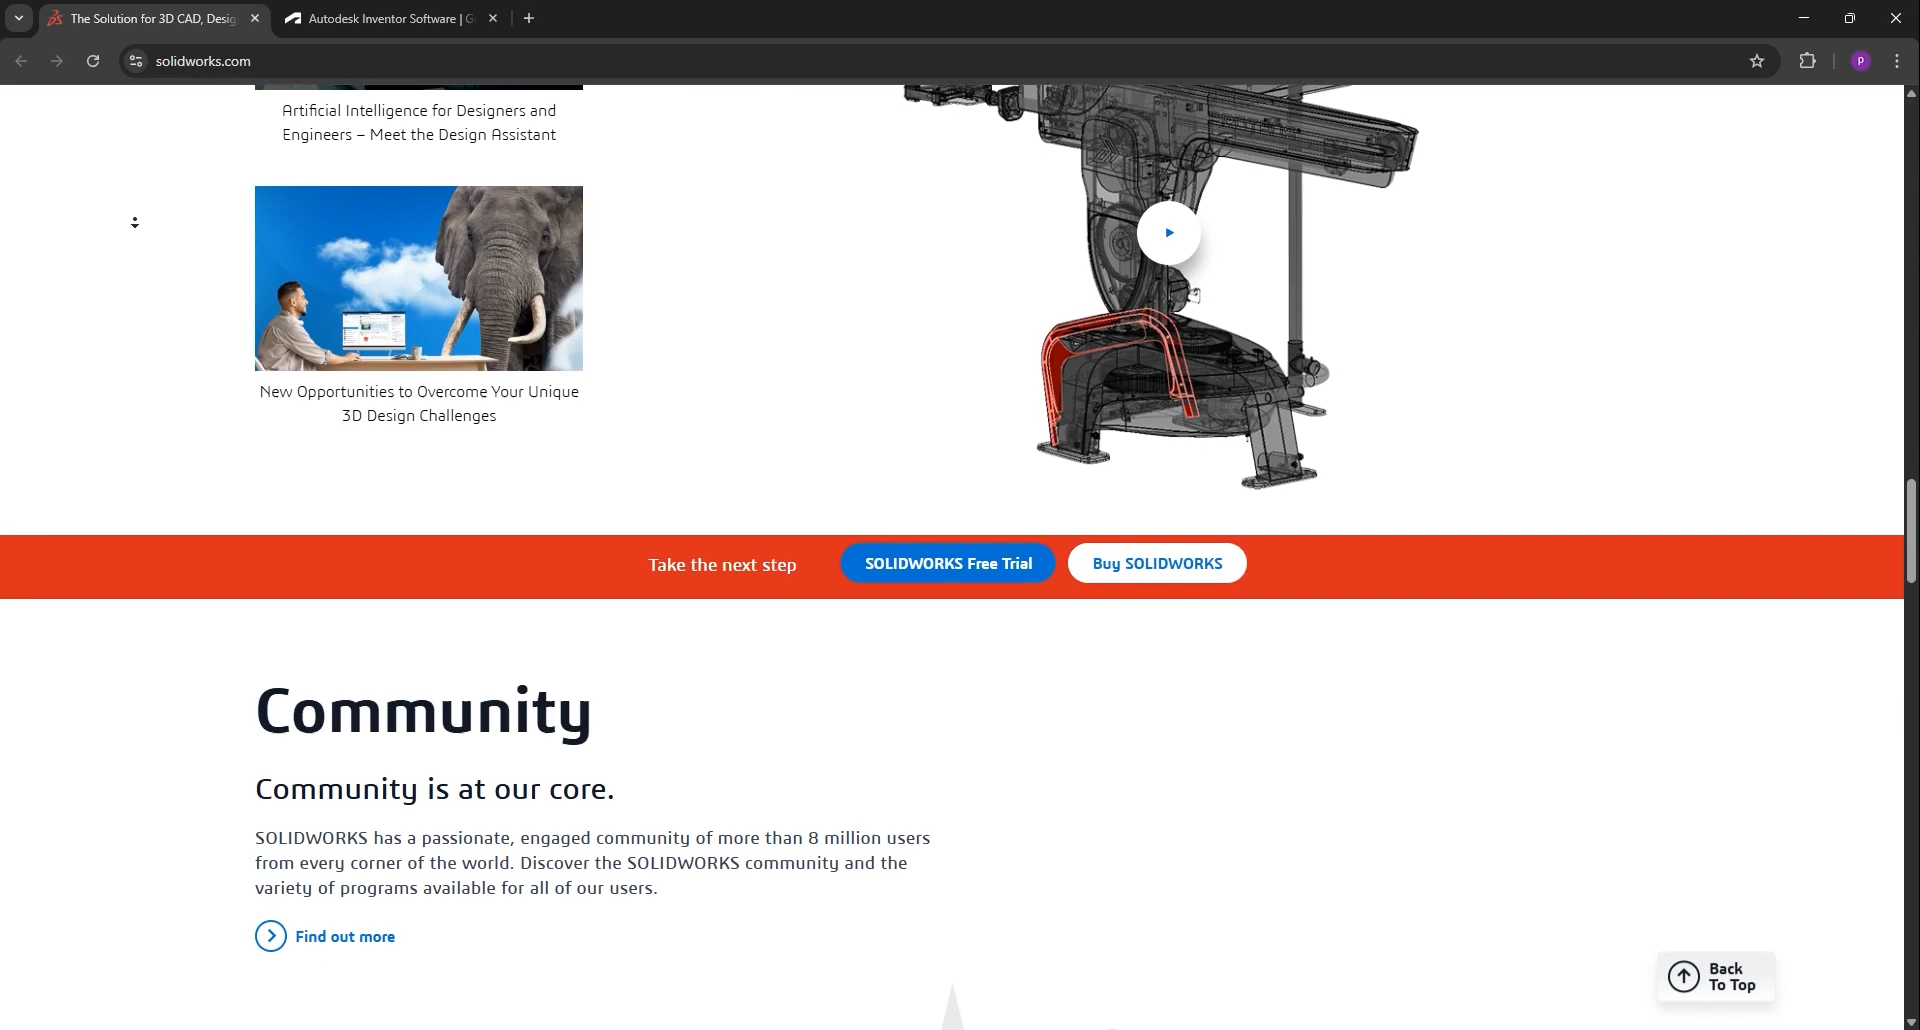 The Solution for 3D CAD, Desig
Autodesk Inventor Software | G
solidworks.com
P
Artificial Intelligence for Designers and
Engineers – Meet the Design Assistant
New Opportunities to Overcome Your Unique
3D Design Challenges
Take the next step
SOLIDWORKS Free Trial
Buy SOLIDWORKS
Community
Community is at our core.
SOLIDWORKS has a passionate, engaged community of more than 8 million users
from every corner of the world. Discover the SOLIDWORKS community and the
variety of programs available for all of our users.
Find out more
Back
To Top